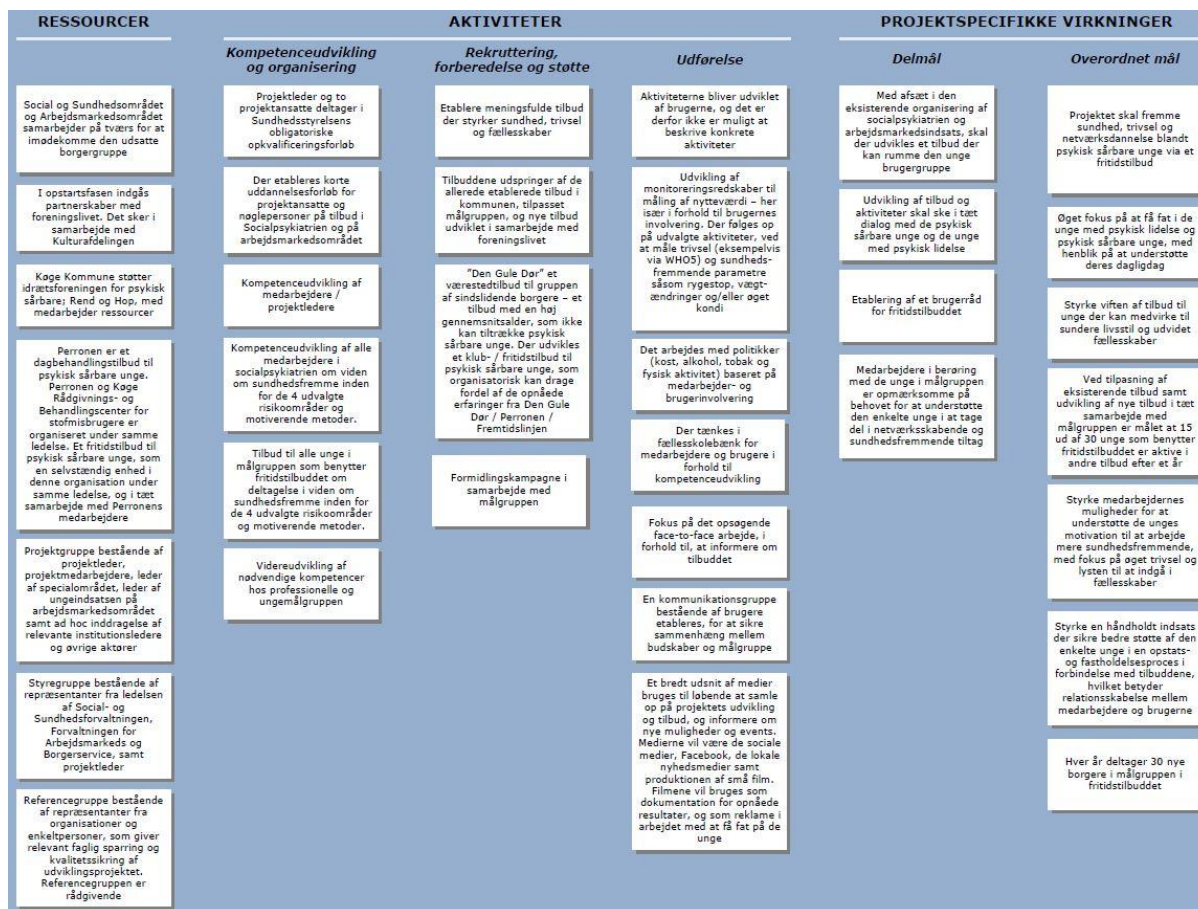 RESSOURCER
Social og Sundhedsområdet
og Arbejdsmarkedsområdet
samarbejder på tværs for at
imødekomme den udsatte
borgergruppe
I opstartsfasen indgås
partnerskaber med
foreningslivet. Det sker i
samarbejde med
Kulturafdelingen
Køge Kommune støtter
idrætsforeningen for psykisk
sårbare; Rend og Hop, med
medarbejder ressourcer
Perronen er et
dagbehandlingstilbud til
psykisk sårbare unge.
Perronen og Køge
Rådgivnings- og
Behandlingscenter for
stofmisbrugere er
organiseret under samme
ledelse. Et fritidstilbud til
psykisk sårbare unge, som
en selvstændig enhed i
denne organisation under
samme ledelse, og i tæt
samarbejde med Perronens
medarbejdere
Projektgruppe bestående af
projektleder,
projektmedarbejdere, leder
af specialområdet, leder af
ungeindsatsen på
arbejdsmarkedsområdet
samt ad hoc inddragelse af
relevante institutionsledere
og øvrige aktører
Styregruppe bestående af
repræsentanter fra ledelsen
af Social- og
Sundhedsforvaltningen,
Forvaltningen for
Arbejdsmarkeds og
Borgerservice, samt
projektleder
Referencegruppe bestående
af repræsentanter fra
organisationer og
enkeltpersoner, som giver
relevant faglig sparring og
kvalitetssikring af
udviklingsprojektet.
Referencegruppen er
rådgivende
AKTIVITETER
Kompetenceudvikling
og organisering
Projektleder og to
projektansatte deltager i
Sundhedsstyrelsens
obligatoriske
opkvalificeringsforløb
Der etableres korte
uddannelsesforløb for
projektansatte og
nøglepersoner på tilbud i
Socialpsykiatrien og på
arbejdsmarkedsområdet
Kompetenceudvikling af
medarbejdere /
projektledere
Kompetenceudvikling af alle
medarbejdere i
socialpsykiatrien om viden
om sundhedsfremme inden
for de 4 udvalgte
risikoområder og
motiverende metoder.
Tilbud til alle unge i
målgruppen som benytter
fritidstilbuddet om
deltagelse i viden om
sundhedsfremme inden for
de 4 udvalgte risikoområder
og motiverende metoder.
Videreudvikling af
nødvendige kompetencer
hos professionelle og
ungemålgruppen
Rekruttering,
forberedelse og støtte
Etablere meningsfulde tilbud
der styrker sundhed, trivsel
og fællesskaber
Tilbuddene udspringer af de
allerede etablerede tilbud i
kommunen, tilpasset
målgruppen, og nye tilbud
udviklet i samarbejde med
foreningslivet
"Den Gule Dør" et
værestedtilbud til gruppen
af sindslidende borgere – et
tilbud med en høj
gennemsnitsalder, som ikke
kan tiltrække psykisk
sårbare unge. Der udvikles
et klub- / fritidstilbud til
psykisk sårbare unge, som
organisatorisk kan drage
fordel af de opnåede
erfaringer fra Den Gule
Dør / Perronen /
Fremtidslinjen
Formidlingskampagne i
samarbejde med
målgruppen
Udførelse
Aktiviteterne bliver udviklet
af brugerne, og det er
derfor ikke er muligt at
beskrive konkrete
aktiviteter
Udvikling af
monitoreringsredskaber til
måling af nytteværdi – her
især i forhold til brugernes
involvering. Der følges op
på udvalgte aktiviteter, ved
at måle trivsel (eksempelvis
via WHO5) og sundheds-
fremmende parametre
såsom rygestop, vægt-
ændringer og/eller øget
kondi
Det arbejdes med politikker
(kost, alkohol, tobak og
fysisk aktivitet) baseret på
medarbejder- og
brugerinvolvering
Der tænkes i
fællesskolebænk for
medarbejdere og brugere i
forhold til
kompetenceudvikling
Fokus på det opsøgende
face-to-face arbejde, i
forhold til, at informere om
tilbuddet
En kommunikationsgruppe
bestående af brugere
etableres, for at sikre
sammenhæng mellem
budskaber og målgruppe
Et bredt udsnit af medier
bruges til løbende at samle
op på projektets udvikling
og tilbud, og informere om
nye muligheder og events.
Medierne vil være de sociale
medier, Facebook, de lokale
nyhedsmedier samt
produktionen af små film.
Filmene vil bruges som
dokumentation for opnåede
resultater, og som reklame i
arbejdet med at få fat på de
unge
PROJEKTSPECIFIKKE VIRKNINGER
Delmål
Med afsæt i den
eksisterende organisering af
socialpsykiatrien og
arbejdsmarkedsindsats, skal
der udvikles et tilbud der
kan rumme den unge
brugergruppe
Udvikling af tilbud og
aktiviteter skal ske i tæt
dialog med de psykisk
sårbare unge og de unge
med psykisk lidelse
Etablering af et brugerråd
for fritidstilbuddet
Medarbejdere i berøring
med de unge i målgruppen
er opmærksomme på
behovet for at understøtte
den enkelte unge i at tage
del i netværksskabende og
sundhedsfremmende tiltag
Overordnet mål
Projektet skal fremme
sundhed, trivsel og
netværksdannelse blandt
psykisk sårbare unge via et
fritidstilbud
Øget fokus på at få fat i de
unge med psykisk lidelse og
psykisk sårbare unge, med
henblik på at understøtte
deres dagligdag
Styrke viften af tilbud til
unge der kan medvirke til
sundere livsstil og udvidet
fællesskaber
Ved tilpasning af
eksisterende tilbud samt
udvikling af nye tilbud i tæt
samarbejde med
målgruppen er målet at 15
ud af 30 unge som benytter
fritidstilbuddet er aktive i
andre tilbud efter et år
Styrke medarbejdernes
muligheder for at
understøtte de unges
motivation til at arbejde
mere sundhedsfremmende,
med fokus på øget trivsel og
lysten til at indgå i
fællesskaber
Styrke en håndholdt indsats
der sikre bedre støtte af den
enkelte unge i en opstats-
og fastholdelsesproces i
forbindelse med tilbuddene,
hvilket betyder
relationsskabelse mellem
medarbejdere og brugerne
Hver år deltager 30 nye
borgere i målgruppen i
fritidstilbuddet